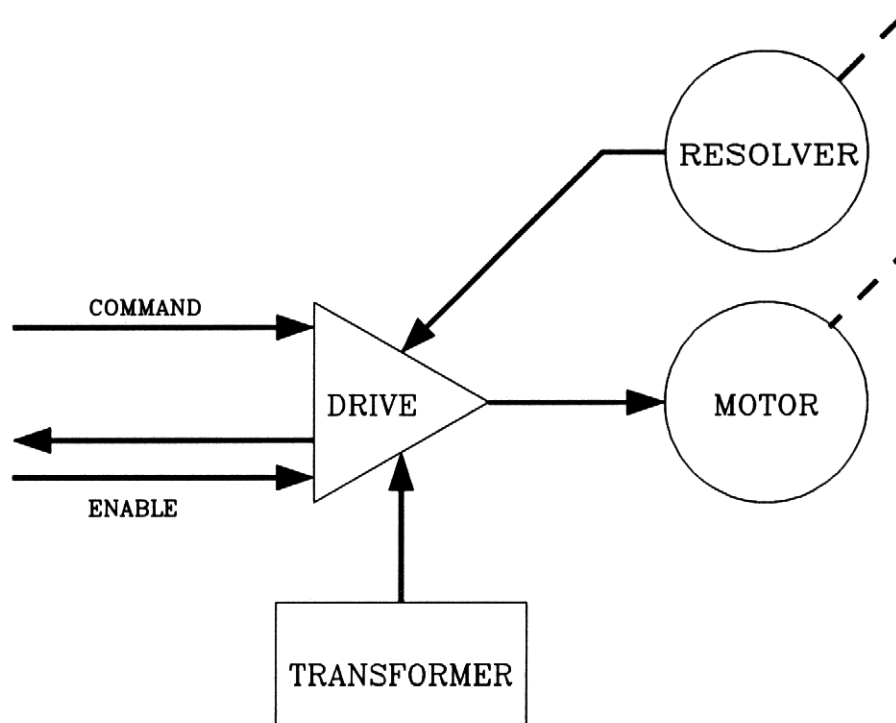 RESOLVER
COMMAND
DRIVE
MOTOR
ENABLE
TRANSFORMER